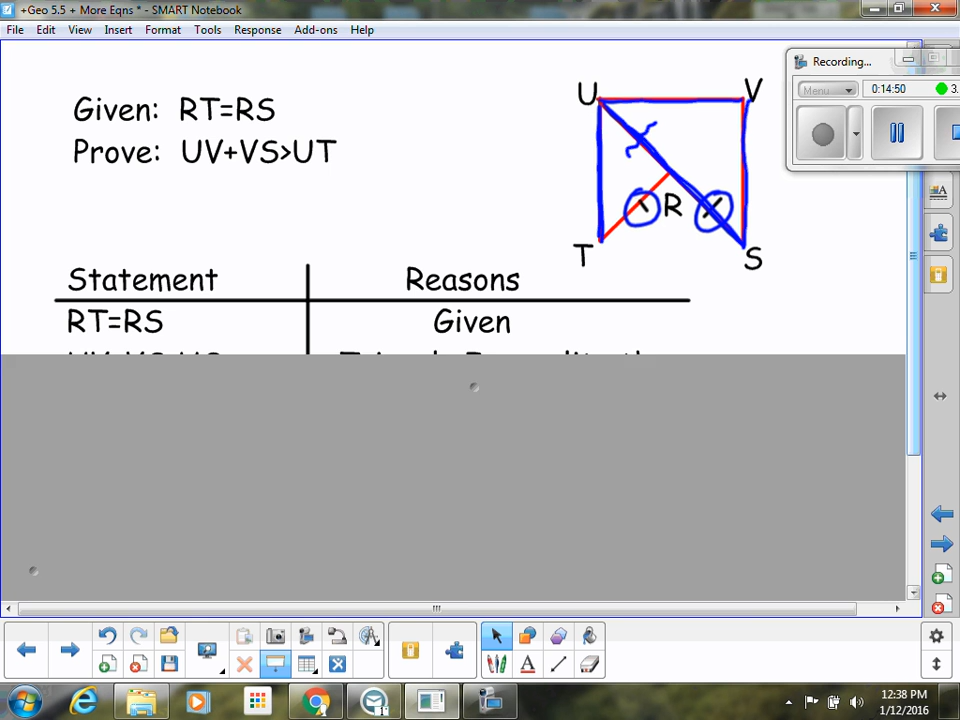 +Geo 5.5 + More Eqns * - SMART Notebook
File Edit View Insert Format Tools Response Add-ons Help
Recording...
Menu
0:14:50
3.
Given: RT=RS
Prove: UV+VS>UT
U
V
R
T
S
Statement Reasons
RT=RS Given
12:38 PM
1/12/2016